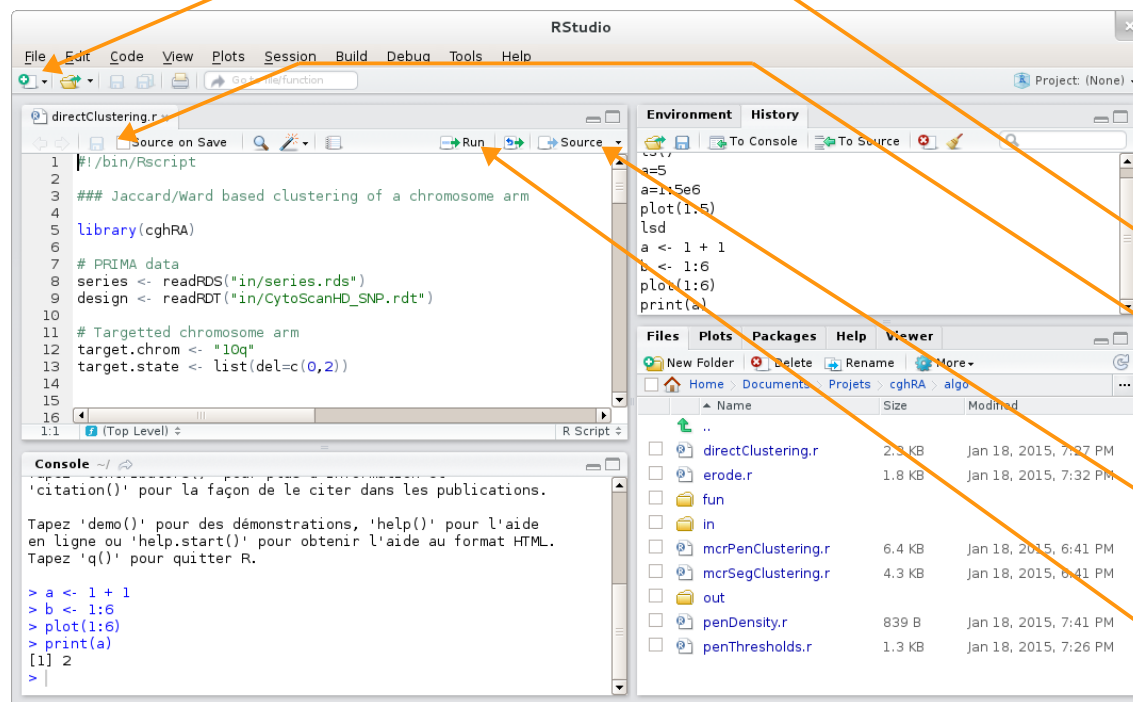 RStudio
File Edit Code View Plots Session Build Debug Tools Help
Go to file/function Project: (None)
directClustering.r
Source on Save Run Source
1 #!/bin/Rscript
2
3 ### Jaccard/Ward based clustering of a chromosome arm
4
5 library(cghRA)
6
7 # PRIMA data
8 series <- readRDS("in/series.rds")
9 design <- readRDT("in/CytoScanHD_SNP.rdt")
10
11 # Targetted chromosome arm
12 target.chrom <- "10q"
13 target.state <- list(del=c(0,2))
14
15
16
1:1 (Top Level) R Script
Console ~/
'citation()' pour la façon de le citer dans les publications.
Tapez 'demo()' pour des démonstrations, 'help()' pour l'aide
en ligne ou 'help.start()' pour obtenir l'aide au format HTML.
Tapez 'q()' pour quitter R.
> a <- 1 + 1
> b <- 1:6
> plot(1:6)
> print(a)
[1] 2
>
Environment History
To Console To Source
a=5
a=1:5e6
plot(1:5)
lsd
a <- 1 + 1
b <- 1:6
plot(1:6)
print(a)
Files Plots Packages Help Viewer
New Folder Delete Rename More
Home Documents Projets cghRA algo ...
Name Size Modified
..
directClustering.r 2.3 KB Jan 18, 2015, 7:27 PM
erode.r 1.8 KB Jan 18, 2015, 7:32 PM
fun
in
mcrPenClustering.r 6.4 KB Jan 18, 2015, 6:41 PM
mcrSegClustering.r 4.3 KB Jan 18, 2015, 6:41 PM
out
penDensity.r 839 B Jan 18, 2015, 7:41 PM
penThresholds.r 1.3 KB Jan 18, 2015, 7:26 PM